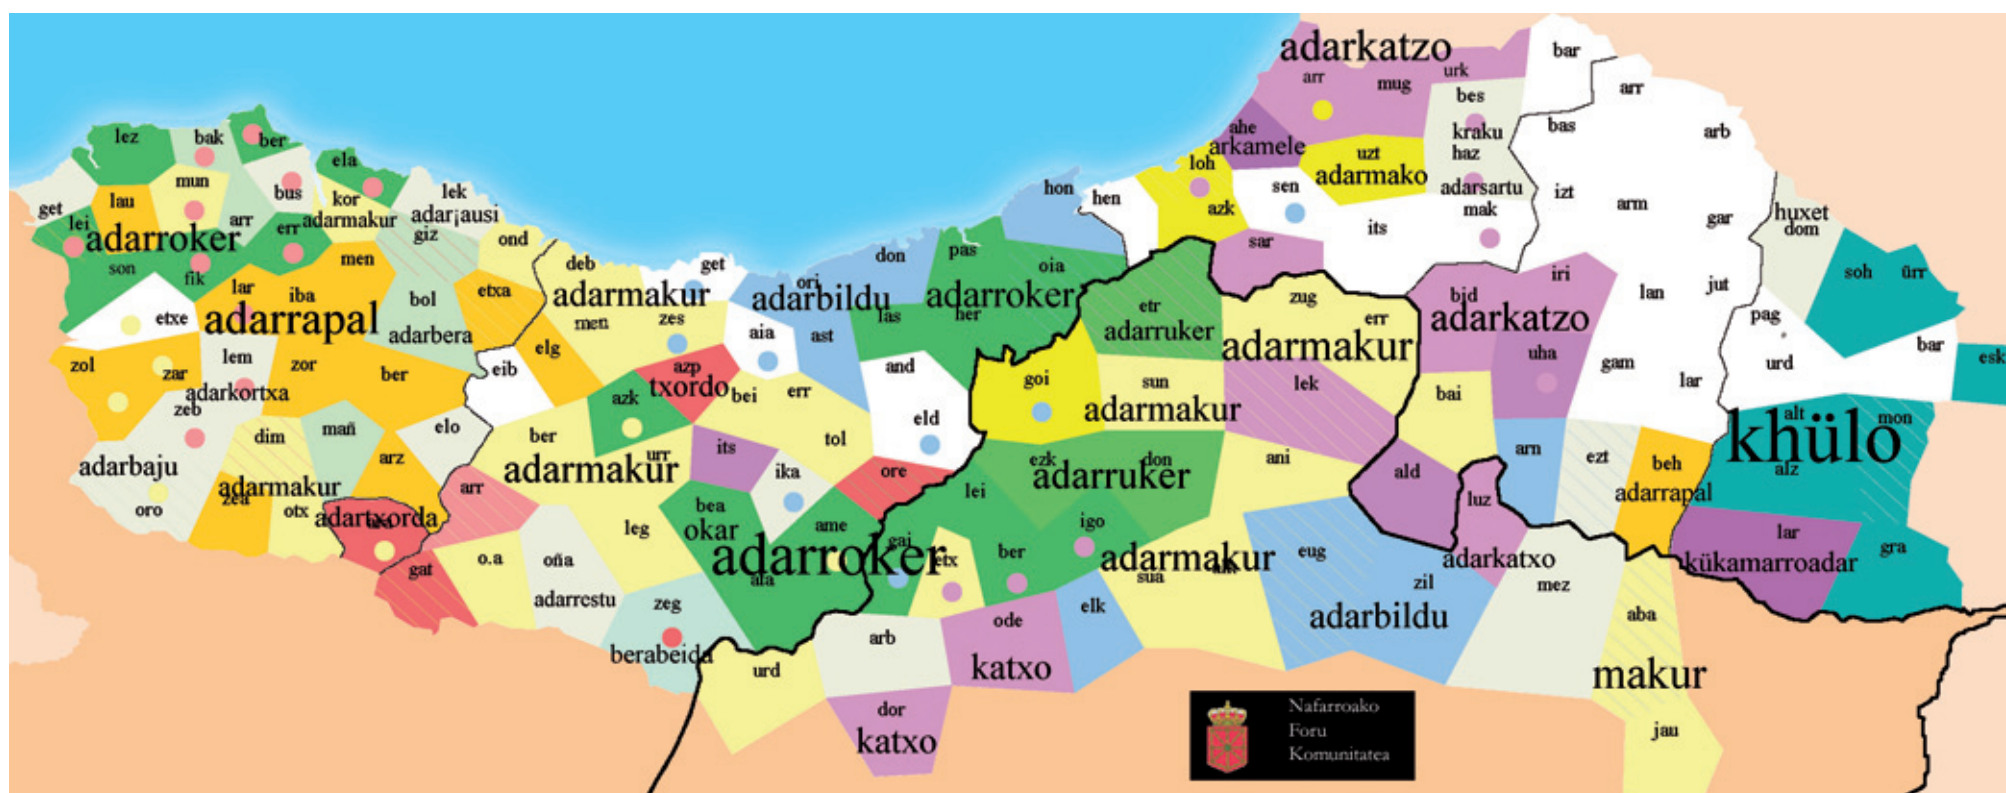 adarkatzo
bar
arr
mug
urk
arr
bes
lez
bak
ber
ahe
arkamele
kraku
bas
arb
ela
loh
uzt
haz
mun
adarmako
lau
bus
kor
lek
hon
hen
sen
adarsartu
izt
arm
get
lei
arr
err
adarmakur
adar¡ausi
azk
mak
gar
huxet
dom
adarroker
giz
ond
sar
its
son
fik
men
deb
get
don
pas
oia
iri
soh
ürr
lar
iba
bol
etxa
adarmakur
ori
adarbildu
adarroker
etr
zug
bid
lan
jut
etxe
adarrapal
adarbera
men
zes
aia
ast
las
her
adarruker
err
adarkatzo
pag
zol
zar
lem
zor
ber
elg
eib
azp
and
adarmakur
uha
gam
urd
bar
esk
adarkortxa
txordo
bei
err
goi
sun
lek
bai
lar
zeb
azk
eld
adarmakur
alt
mon
dim
mañ
elo
ber
its
tol
khülo
adarbaju
arz
adarmakur
urr
ika
ore
ezk
don
ani
ald
arn
ezt
beh
alz
adarmakur
arr
adarruker
luz
adarrapal
oro
zea
otx
adartxorda
bea
lei
leg
okar
ame
igo
lar
gat
o.a
oña
adarroker
gai
etx
ber
adarmakur
eug
adarkatxo
kükamarroadar
gra
ata
sua
zil
mez
adarrestu
zeg
elk
adarbildu
aba
berabeida
arb
ode
urd
katxo
makur
dor
katxo
jau
Nafarroako
Foru
Komunitatea